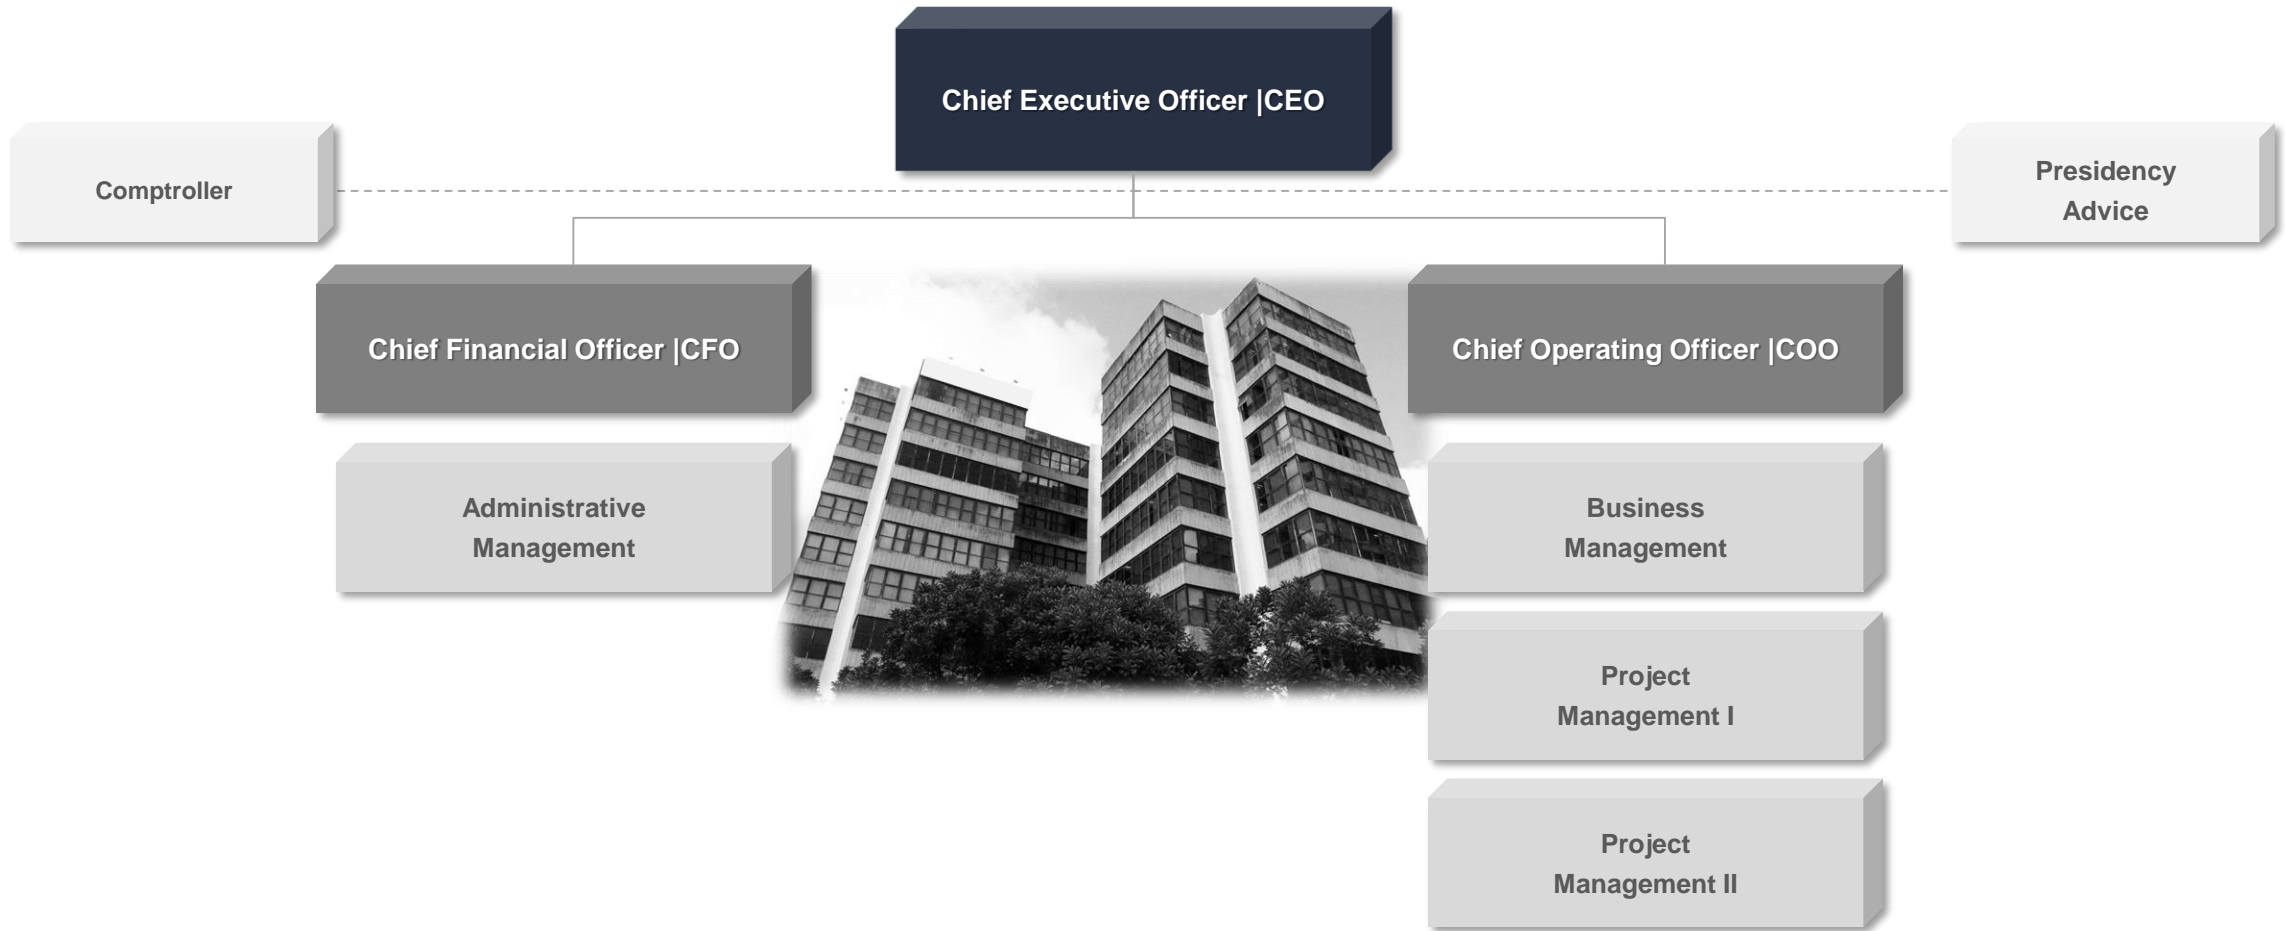 Chief Executive Officer |CEO
Comptroller
Presidency
Advice
Chief Financial Officer |CFO
Chief Operating Officer |COO
Administrative
Management
Business
Management
Project
Management I
Project
Management II